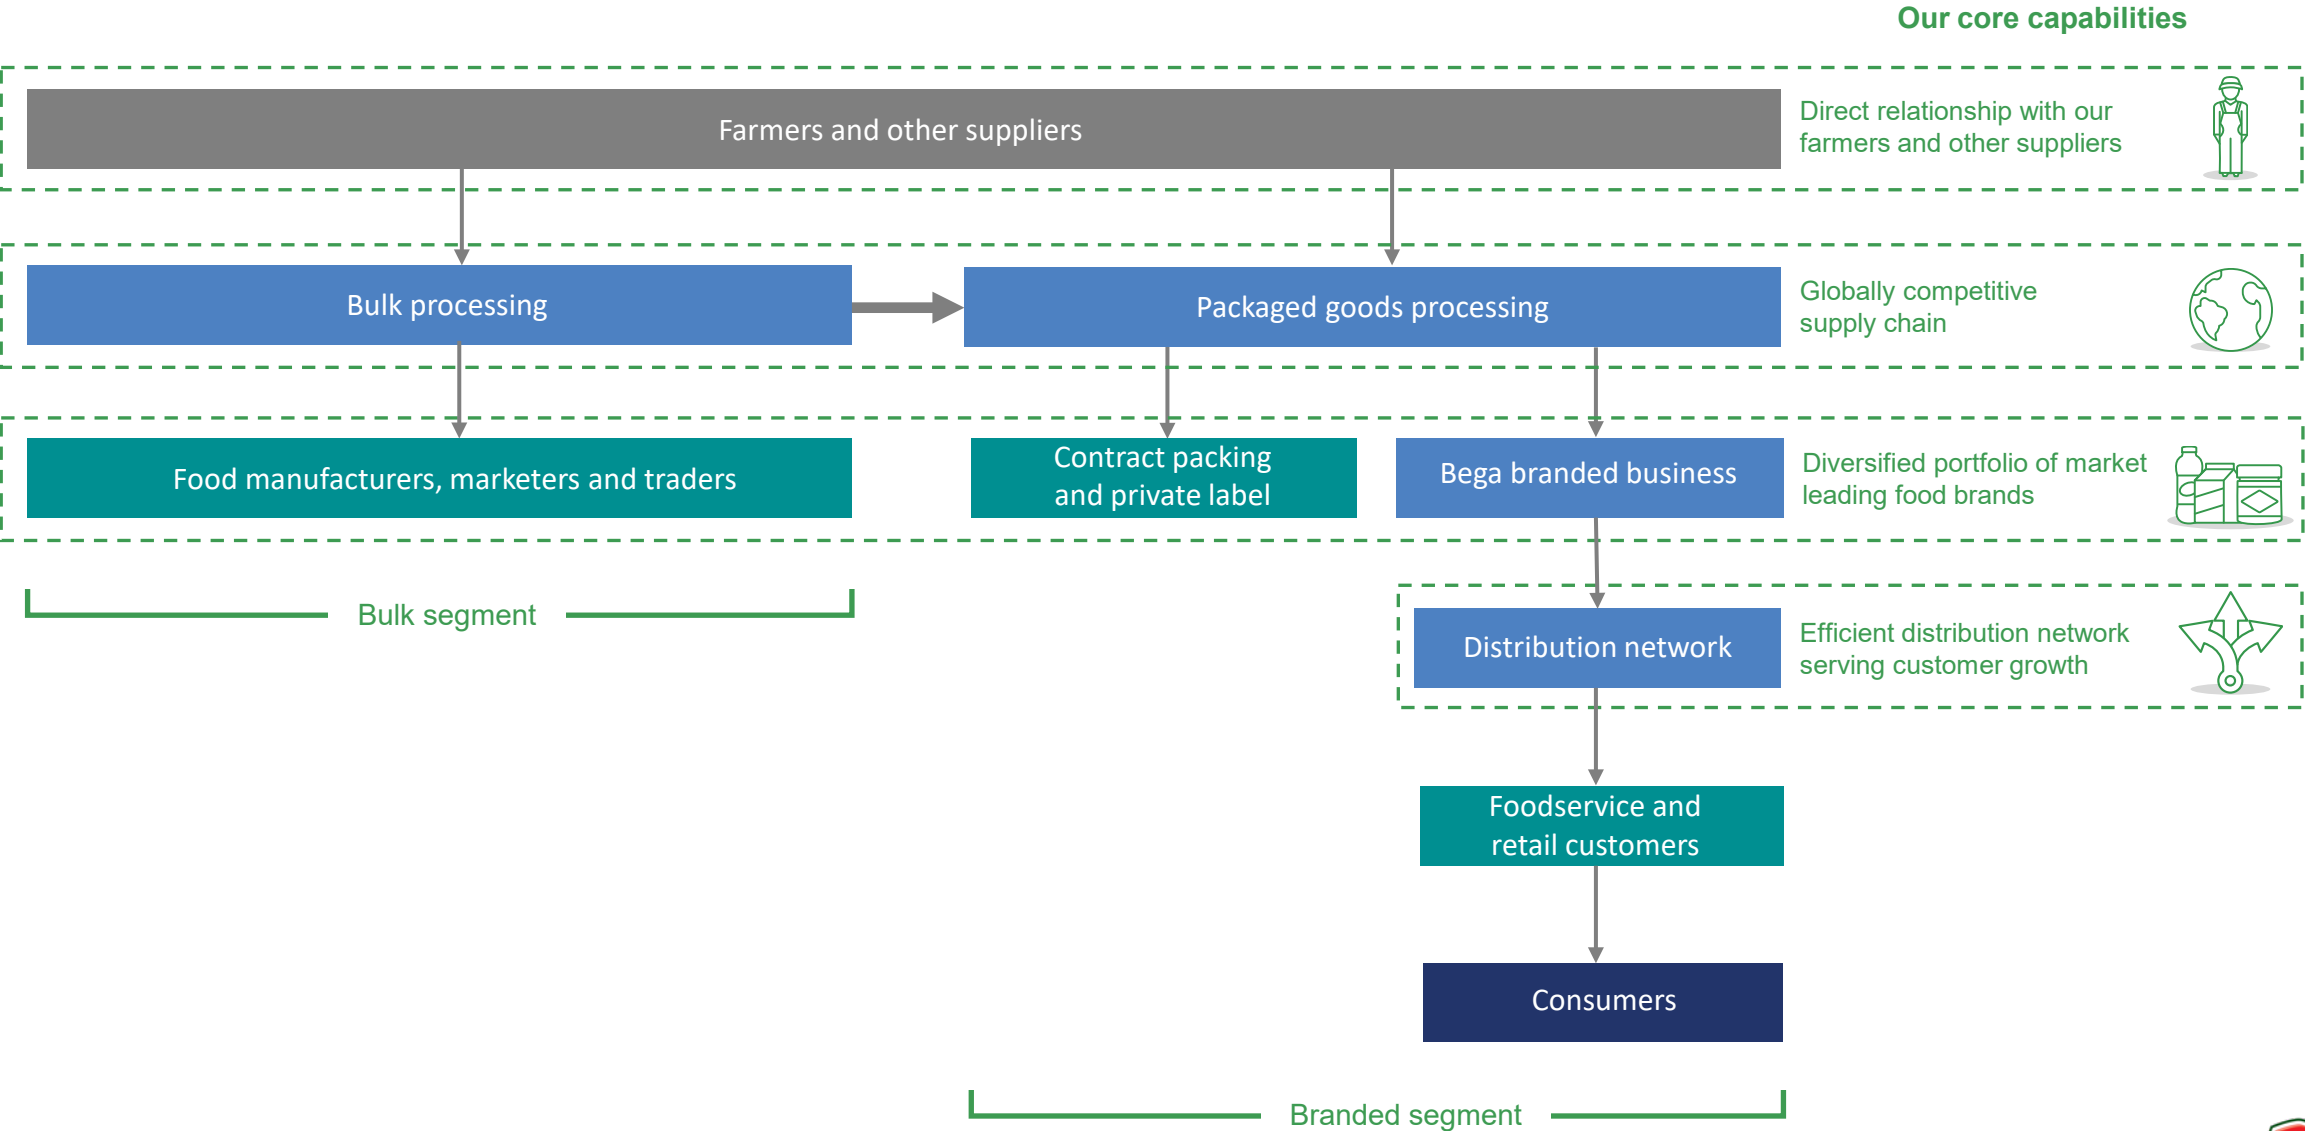 Our core capabilities
Farmers and other suppliers
Direct relationship with our
farmers and other suppliers
Bulk processing
Packaged goods processing
Globally competitive
supply chain
Food manufacturers, marketers and traders
Contract packing
and private label
Bega branded business
Diversified portfolio of market
leading food brands
Bulk segment
Distribution network
Efficient distribution network
serving customer growth
Foodservice and
retail customers
Consumers
Branded segment